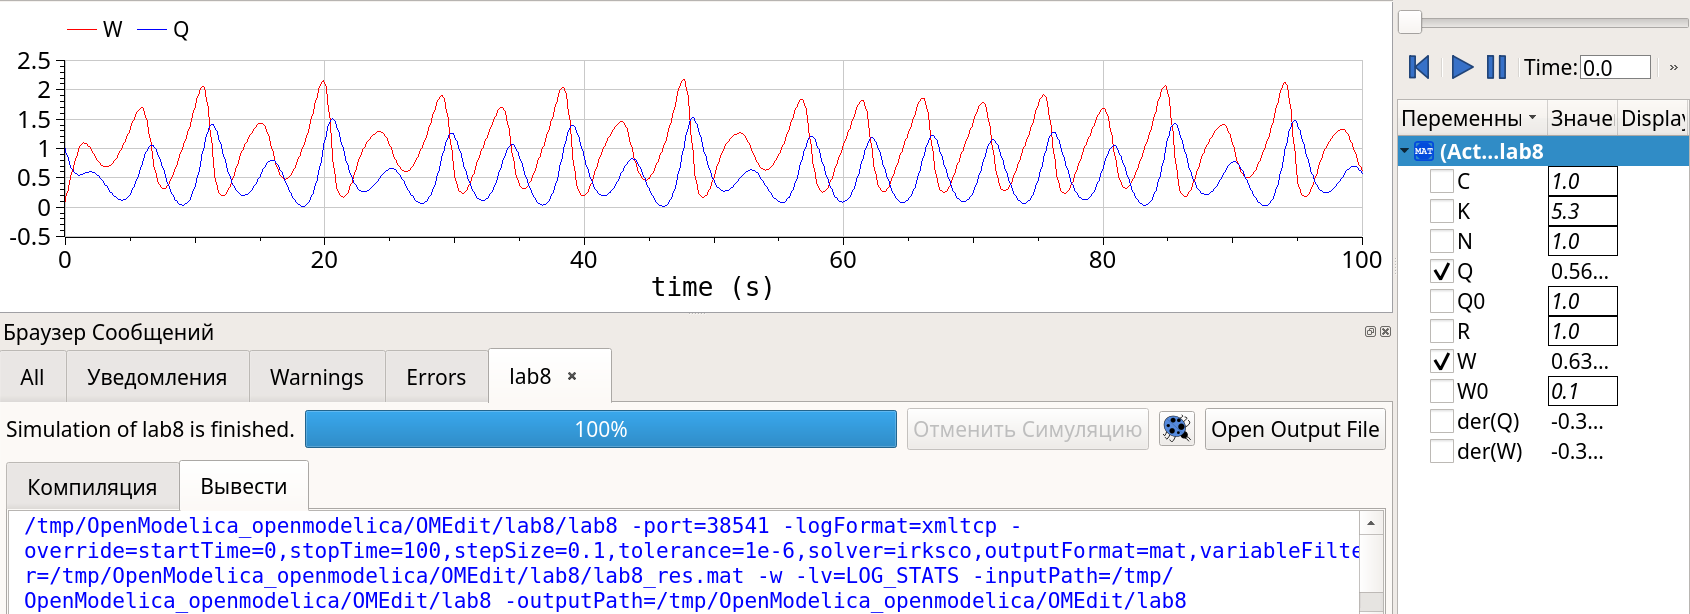 W Q
2.5
2
1.5
1
0.5
0
-0.5
0 20 40 60 80 100
time (s)
Time: 0.0 »
Переменны Значе Display
MAT (Act...lab8
C 1.0
K 5.3
N 1.0
Q 0.56...
Q0 1.0
R 1.0
W 0.63...
W0 0.1
der(Q) -0.3...
der(W) -0.3...
Браузер Сообщений
All Уведомления Warnings Errors lab8
Simulation of lab8 is finished. 100% Отменить Симуляцию Open Output File
Компиляция Вывести
/tmp/OpenModelica_openmodelica/OMEdit/lab8/lab8 -port=38541 -logFormat=xmltcp -
override=startTime=0,stopTime=100,stepSize=0.1,tolerance=1e-6,solver=irksco,outputFormat=mat,variableFilte
r=/tmp/OpenModelica_openmodelica/OMEdit/lab8/lab8_res.mat -w -lv=LOG_STATS -inputPath=/tmp/
OpenModelica_openmodelica/OMEdit/lab8 -outputPath=/tmp/OpenModelica_openmodelica/OMEdit/lab8